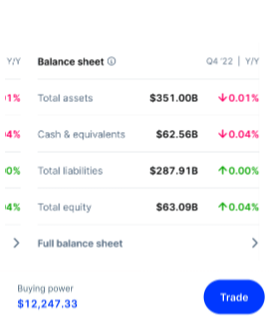 Y/Y Balance sheet ⓘ Q4 '22 | Y/Y
1% Total assets $351.00B ↓0.01%
4% Cash & equivalents $62.56B ↓0.04%
0% Total liabilities $287.91B ↑0.00%
4% Total equity $63.09B ↑0.04%
> Full balance sheet >
Buying power
$12,247.33
Trade